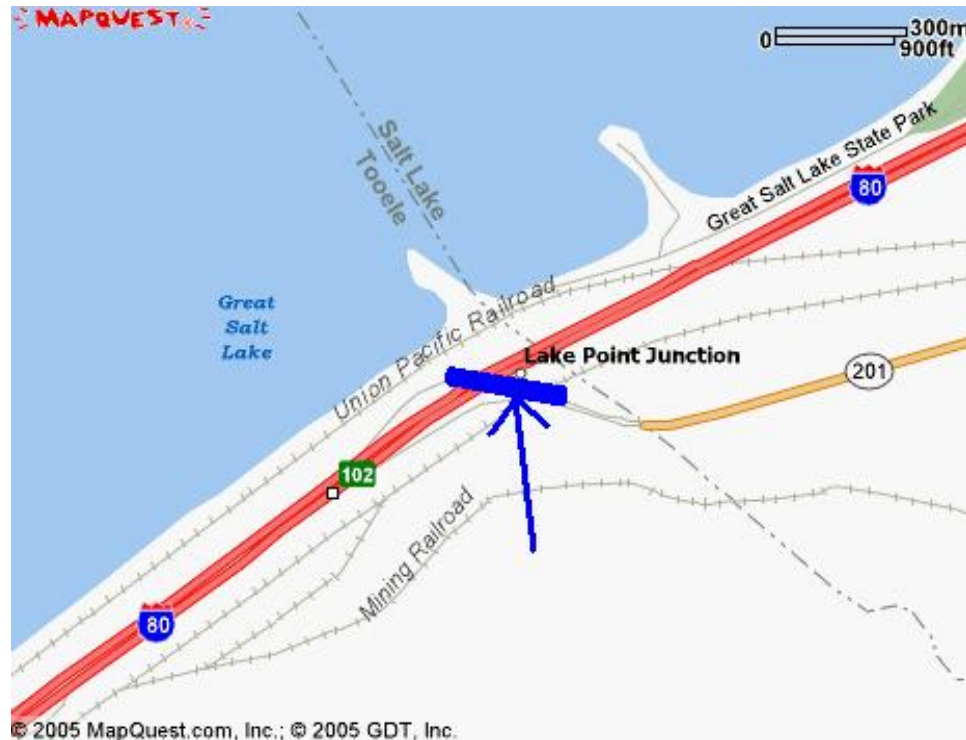 MAPQUEST
0 300m
900ft
Salt Lake
Tooele
Great Salt Lake State Park
80
Great
Salt
Lake
Union Pacific Railroad
Lake Point Junction
201
102
Mining Railroad
80
© 2005 MapQuest.com, Inc.; © 2005 GDT, Inc.